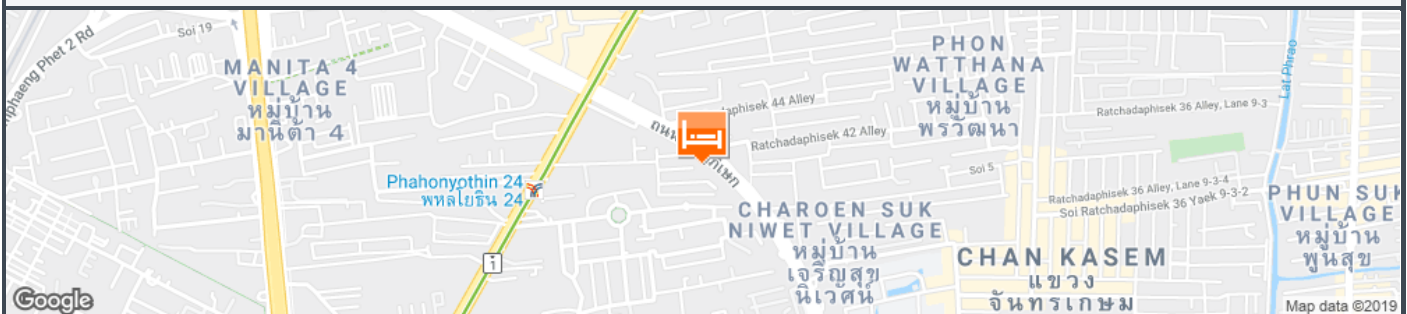 Soi 19
mphaeng Phet 2 Rd
MANITA 4
VILLAGE
หมู่บ้าน
มานิต้า 4
PHON
WATTHANA
VILLAGE
หมู่บ้าน
พรวัฒนา
Lat Phrao
daphisek 44 Alley
Ratchadaphisek 42 Alley
Ratchadaphisek 36 Alley, Lane 9-3
Soi 5
Phahonyothin 24
พหลโยธิน 24
Ratchadaphisek 36 Alley, Lane 9-3-4
Soi Ratchadaphisek 36 Yaek 9-3-2
PHUN SUK
VILLAGE
หมู่บ้าน
พูนสุข
CHAROEN SUK
NIWET VILLAGE
หมู่บ้าน
เจริญสุข
นิเวศน์
CHAN KASEM
แขวง
จันทรเกษม
1
Google
Map data ©2019